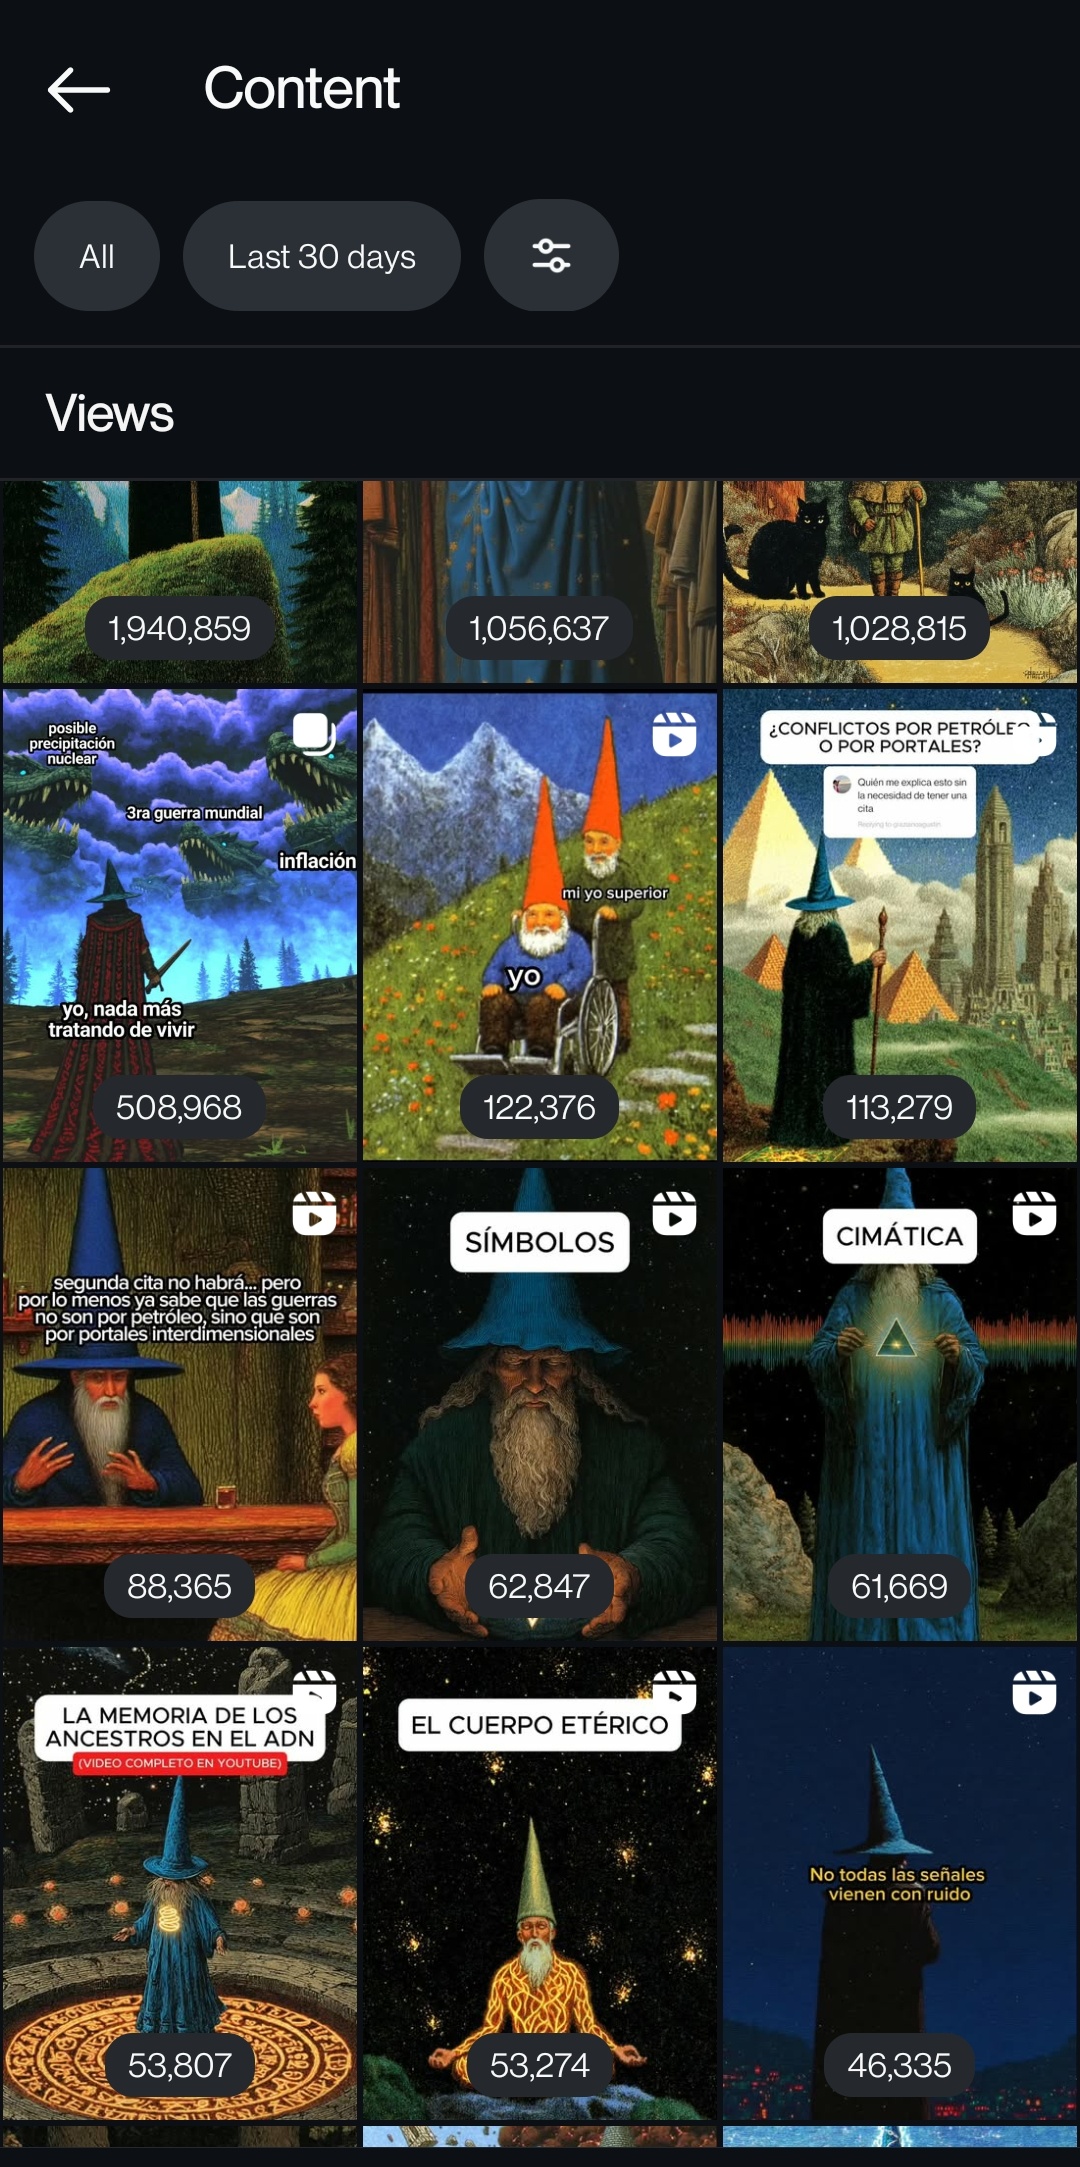 Content
All
Last 30 days
Views
1,940,859
1,056,637
1,028,815
posible
precipitación
nuclear
3ra guerra mundial
inflación
yo, nada más
tratando de vivir
508,968
mi yo superior
yo
122,376
¿CONFLICTOS POR PETRÓLEO
O POR PORTALES?
Quién me explica esto sin
la necesidad de tener una
cita
113,279
segunda cita no habrá... pero
por lo menos ya sabe que las guerras
no son por petróleo, sino que son
por portales interdimensionales
88,365
SÍMBOLOS
62,847
CIMÁTICA
61,669
LA MEMORIA DE LOS
ANCESTROS EN EL ADN
(VIDEO COMPLETO EN YOUTUBE)
53,807
EL CUERPO ETÉRICO
53,274
No todas las señales
vienen con ruido
46,335